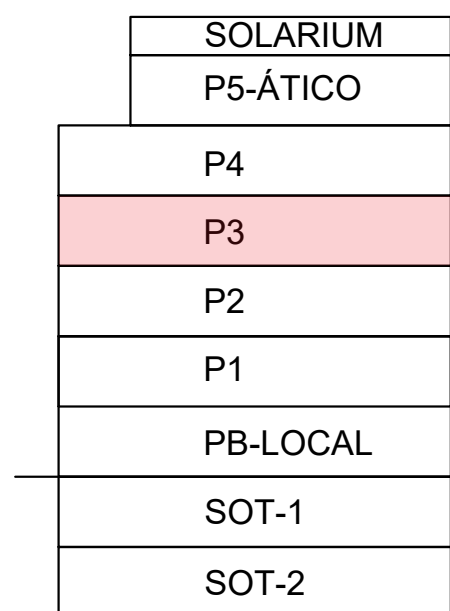 SOLARIUM
P5-ÁTICO
P4
P3
P2
P1
PB-LOCAL
SOT-1
SOT-2